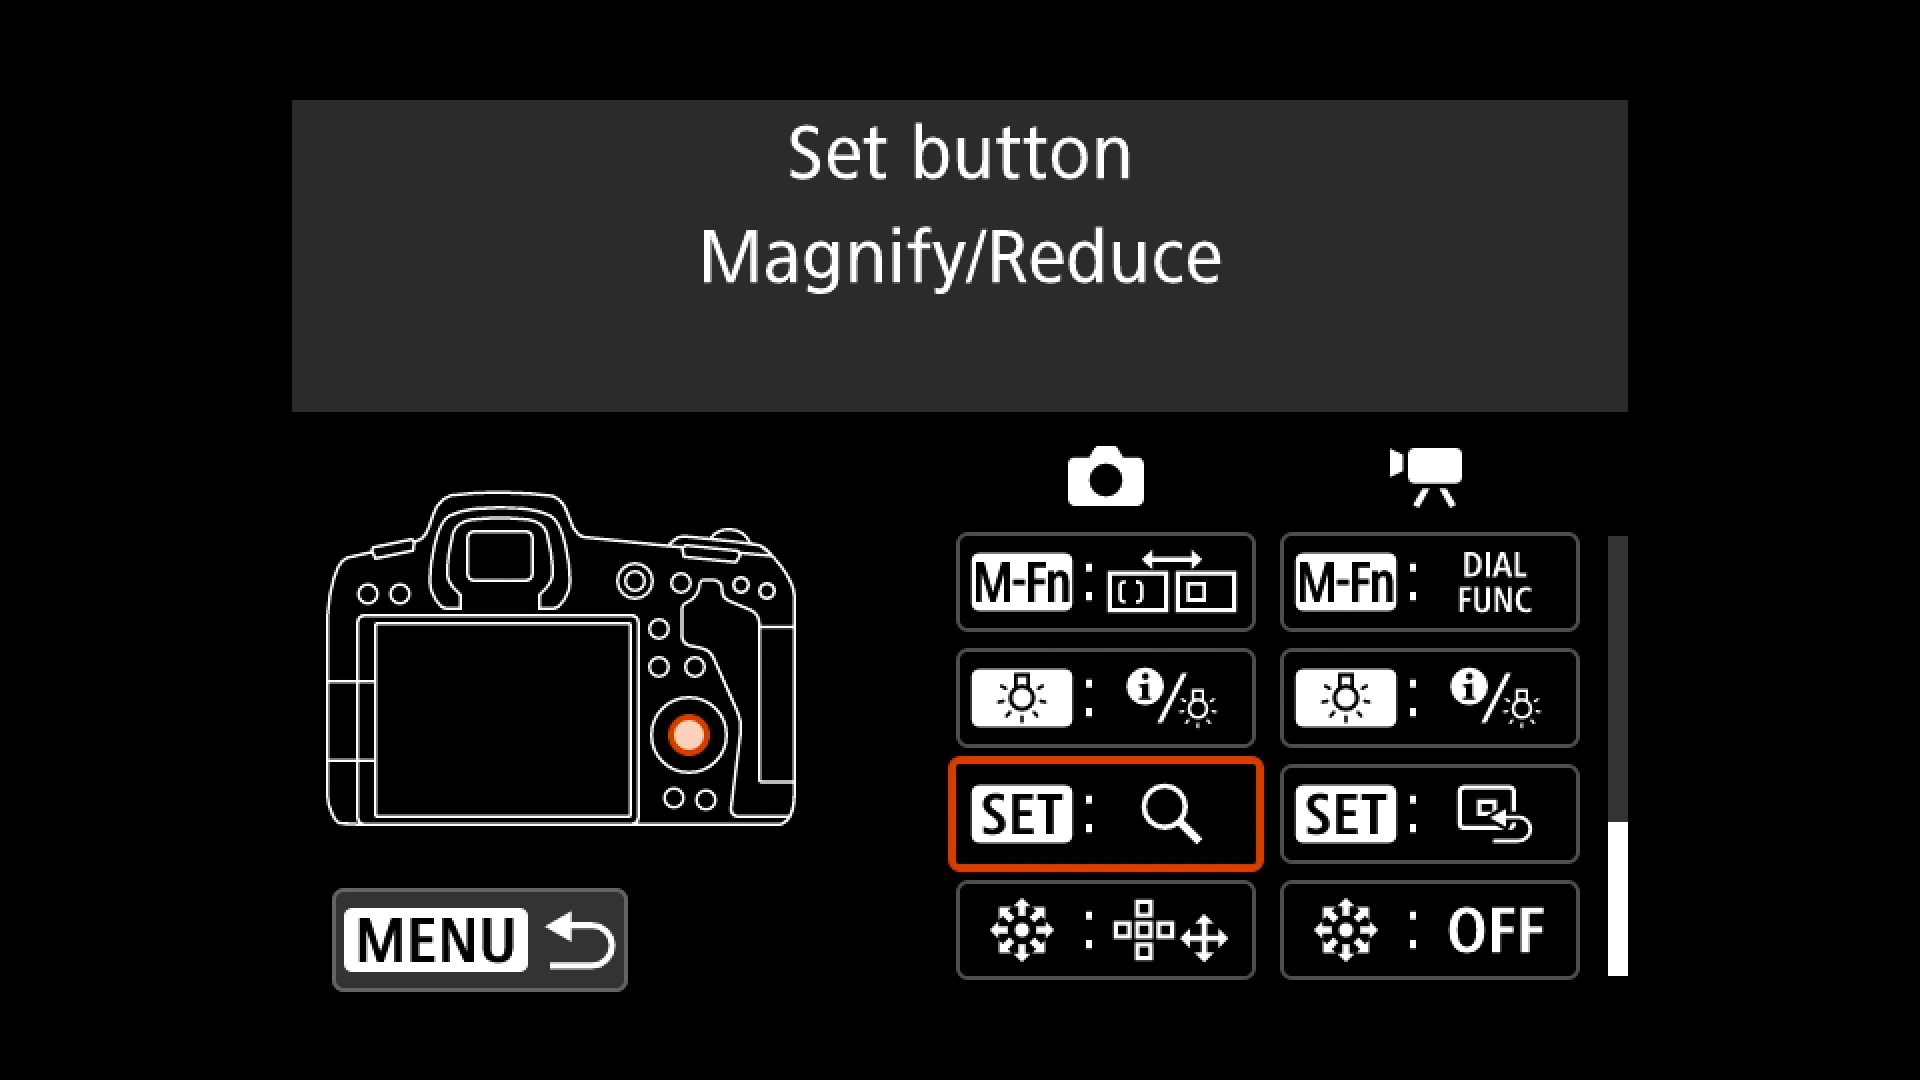 Set button
Magnify/Reduce
M-Fn :
M-Fn : DIAL FUNC
: i/
: i/
SET :
SET :
:
: OFF
MENU